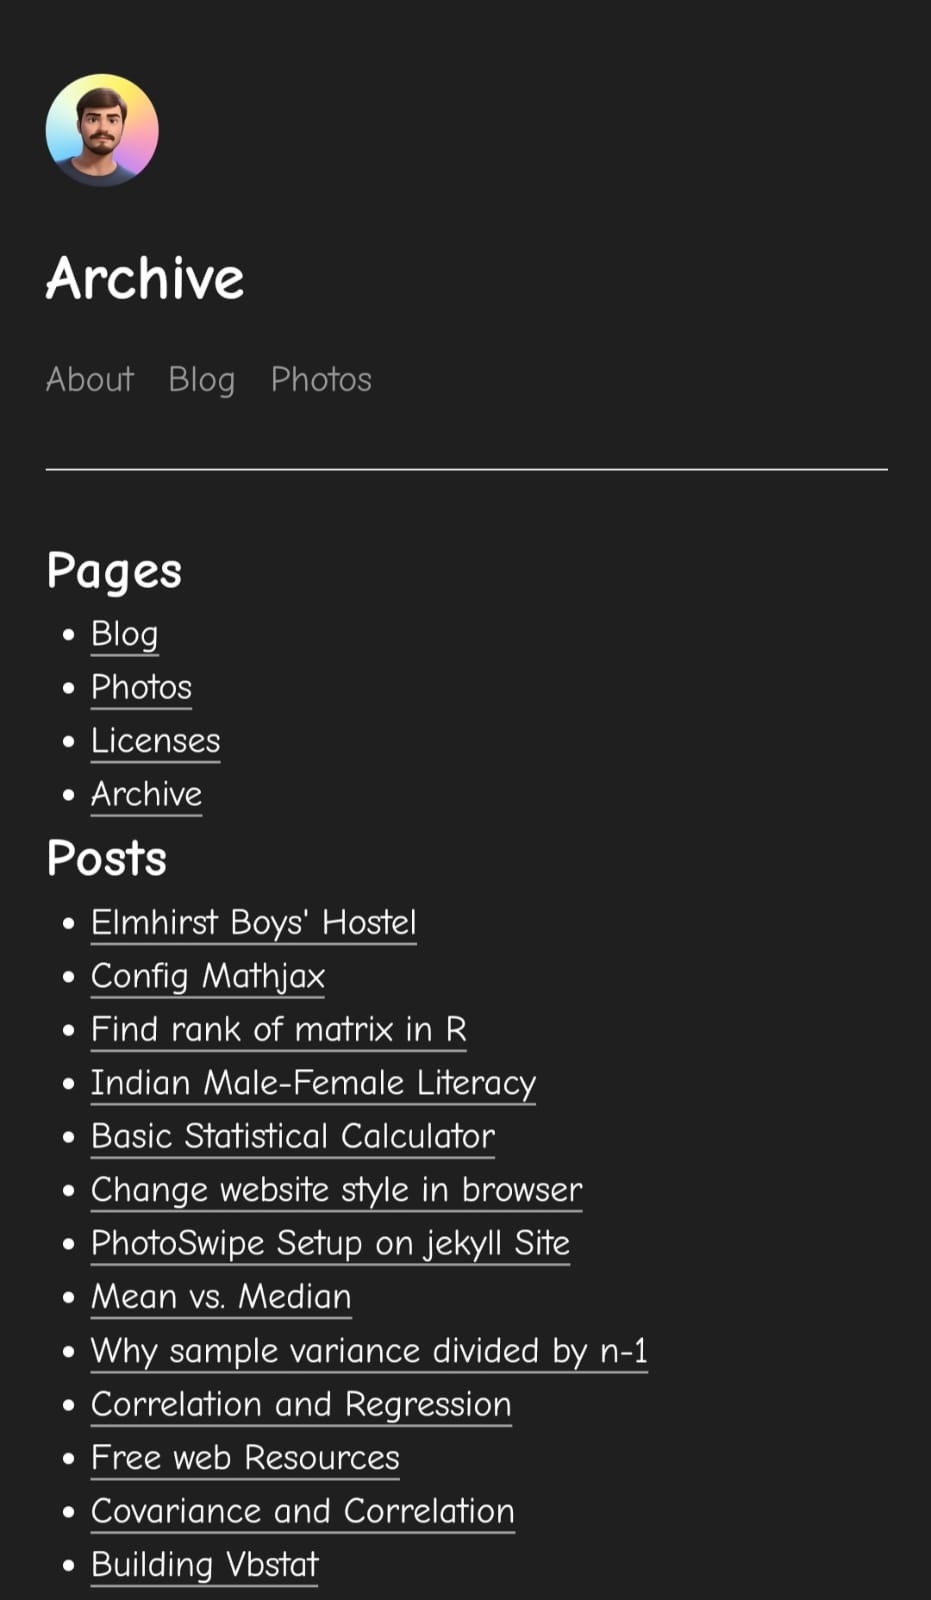 Archive
About Blog Photos
Pages
Blog
Photos
Licenses
Archive
Posts
Elmhirst Boys' Hostel
Config Mathjax
Find rank of matrix in R
Indian Male-Female Literacy
Basic Statistical Calculator
Change website style in browser
PhotoSwipe Setup on jekyll Site
Mean vs. Median
Why sample variance divided by n-1
Correlation and Regression
Free web Resources
Covariance and Correlation
Building Vbstat